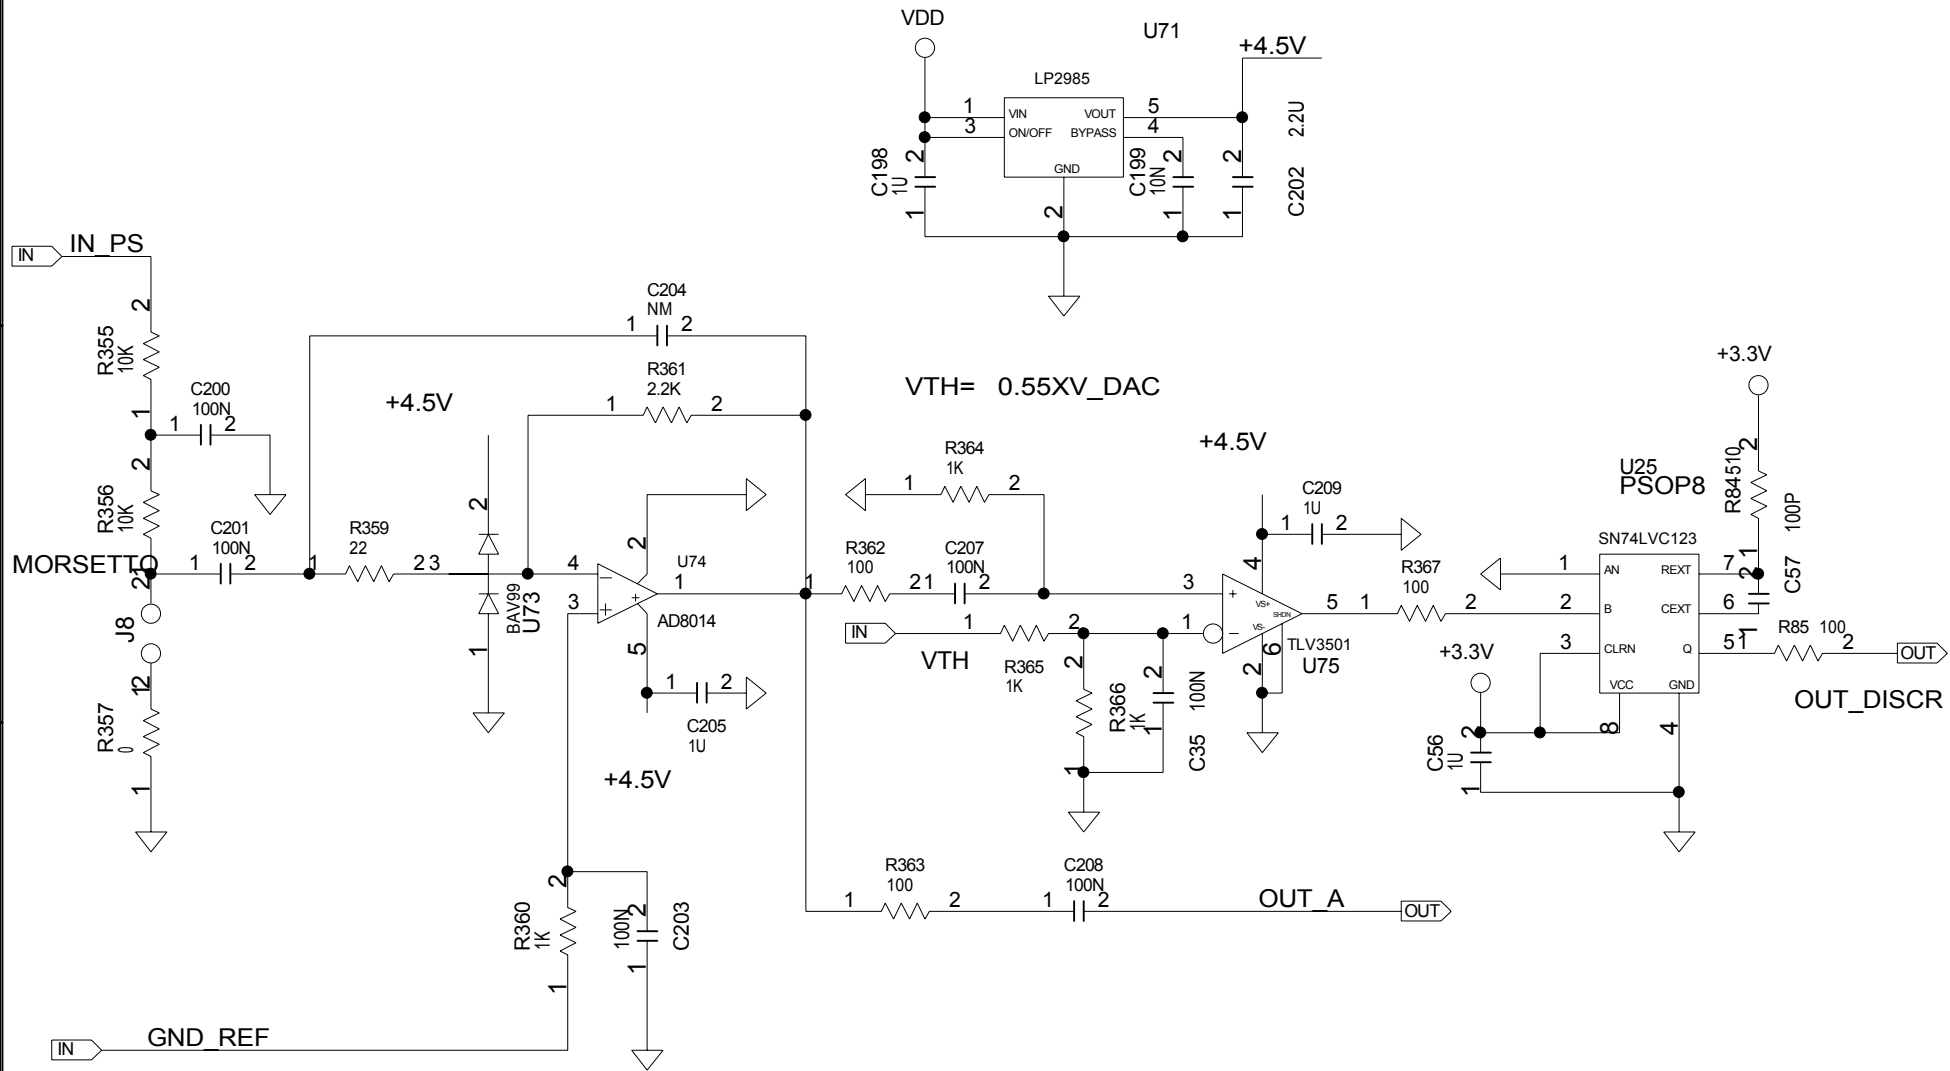 VDD
U71
+4.5V
LP2985
1
VIN
VOUT
5
3
ON/OFF
BYPASS
4
GND
2
C198
1U
2
1
C199
10N
2
1
2
1
C202
2.2U
IN
IN_PS
2
R355
10K
1
C200
100N
1
2
2
R356
10K
MORSETTO
2
1
J8
1
2
R357
0
1
C201
100N
1
2
C204
NM
1
2
R361
2.2K
1
2
+4.5V
1
R359
22
2
3
2
BAV99
U73
1
4
3
2
U74
1
AD8014
5
1
2
C205
1U
+4.5V
2
R360
1K
1
2
100N
C203
1
IN
GND_REF
VTH= 0.55XV_DAC
R364
1K
1
2
R362
100
1
2
C207
100N
1
2
IN
VTH
1
2
R365
1K
2
R366
1K
1
2
100N
1
C35
+4.5V
C209
1U
1
2
3
4
1
VS+
SHDN
VS-
5
2
6
TLV3501
U75
R367
100
1
2
R363
100
1
2
C208
100N
1
2
OUT_A
OUT
+3.3V
2
R84510
1
U25
PSOP8
100P
SN74LVC123
1
AN
REXT
7
2
C57
2
B
CEXT
6
1
3
CLRN
Q
5
1
R85 100
2
OUT
VCC
GND
8
4
+3.3V
2
C56
1U
1
OUT_DISCR